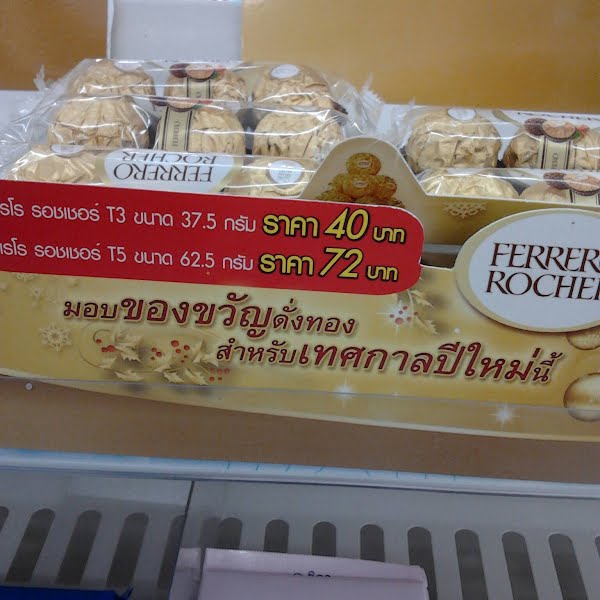 FERRERO
ROCHER
เรโร รอชเชอร์ T3 ขนาด 37.5 กรัม ราคา 40 บาท
เรโร รอชเชอร์ T5 ขนาด 62.5 กรัม ราคา 72 บาท
FERRERO
ROCHER
มอบของขวัญดั่งทอง
สำหรับเทศกาลปีใหม่นี้